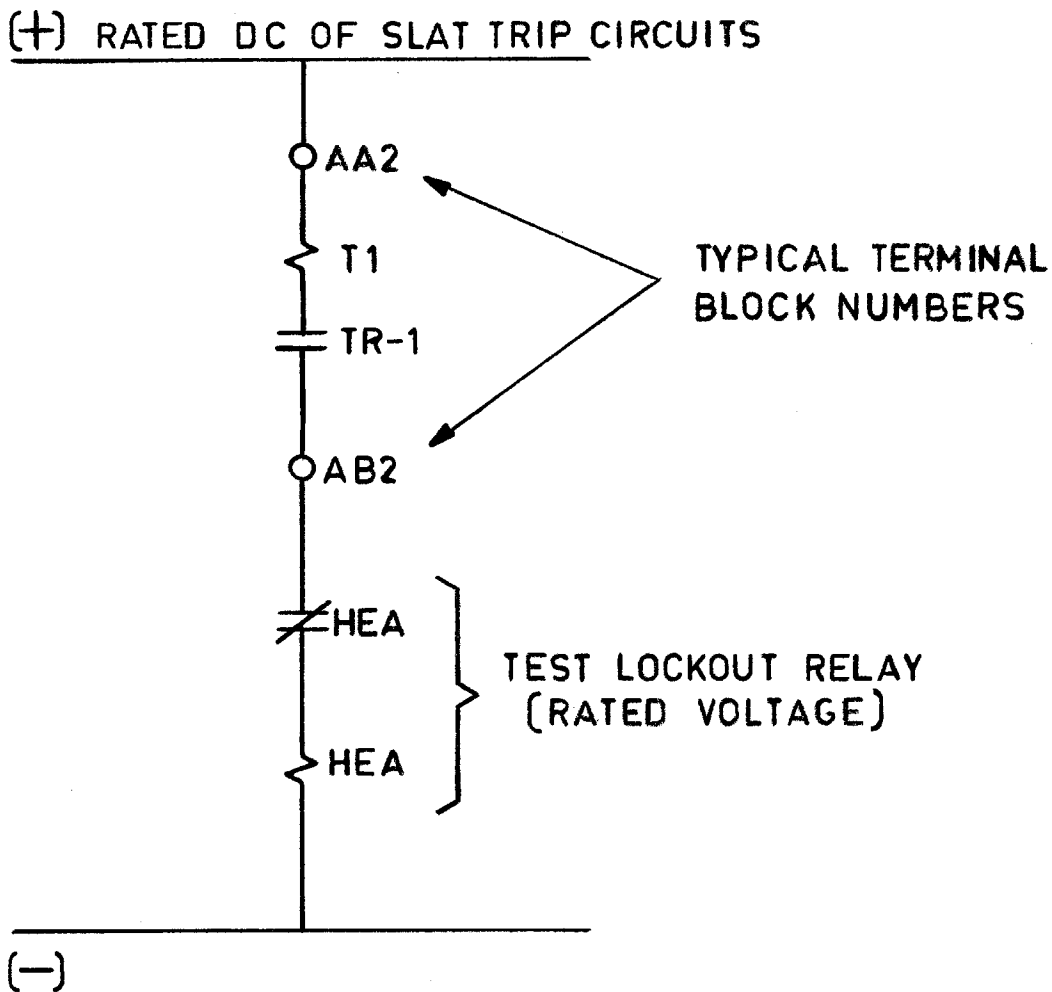 (+) RATED DC OF SLAT TRIP CIRCUITS
AA2
T1
TYPICAL TERMINAL
BLOCK NUMBERS
TR-1
AB2
HEA
TEST LOCKOUT RELAY
(RATED VOLTAGE)
HEA
(-)